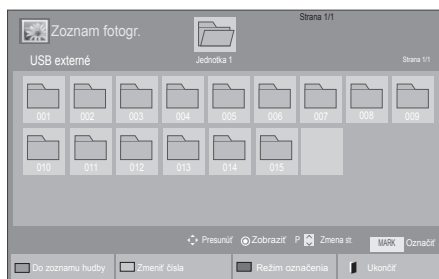 Strana 1/1
Zoznam fotogr.
USB externé
Jednotka 1
Strana 1/1
001 002 003 004 005 006 007 008 009
010 011 012 013 014 015
Presunúť Zobraziť P Zmena st MARK Označiť
Do zoznamu hudby Zmeniť čísla Režim označenia Ukončiť